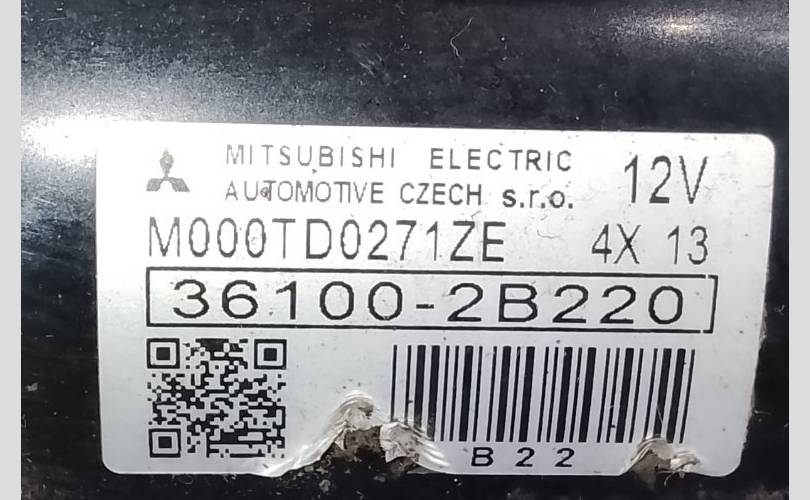 MITSUBISHI ELECTRIC
AUTOMOTIVE CZECH s.r.o. 12V
M000TD0271ZE 4X 13
36100-2B220
B22